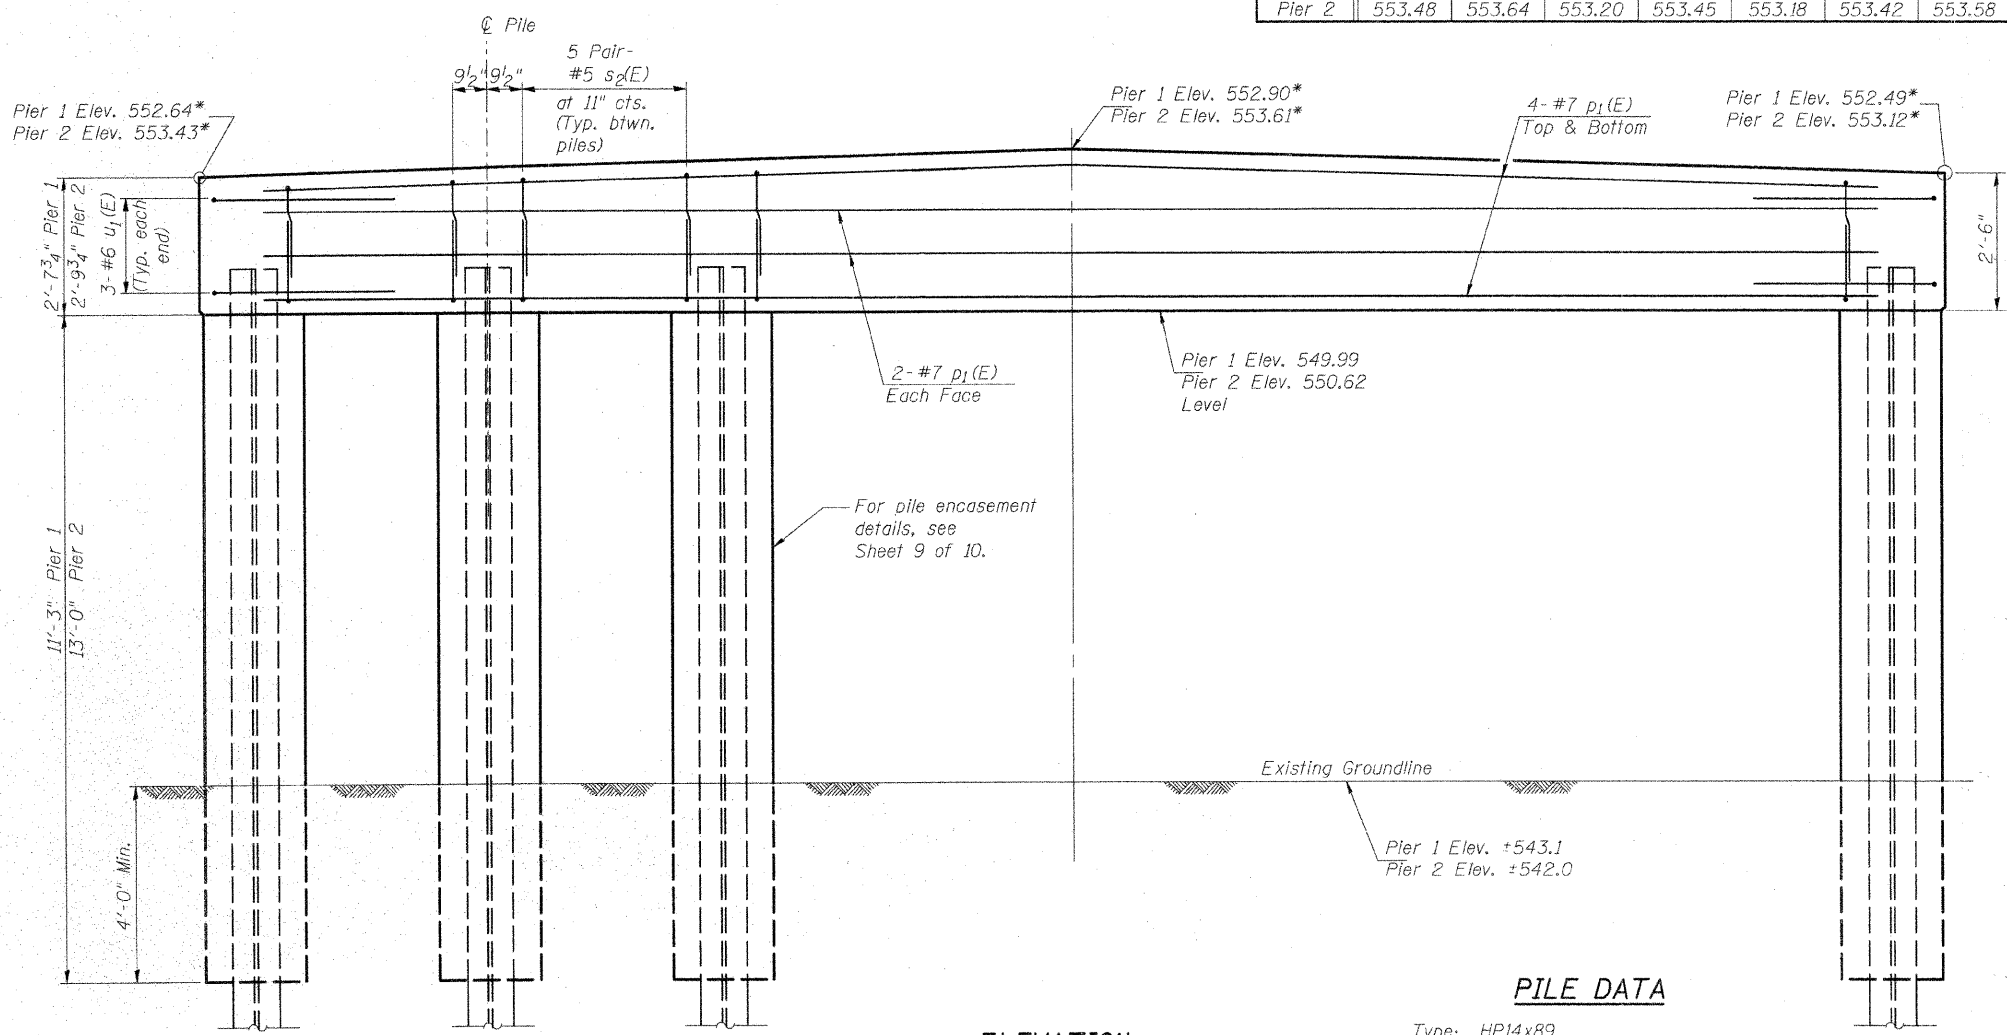 Pier 2 553.48 553.64 553.20 553.45 553.18 553.42 553.58
℄ Pile
5 Pair-
#5 s2(E)
at 11" cts.
(Typ. btwn.
piles)
9½" 9½"
Pier 1 Elev. 552.64*
Pier 2 Elev. 553.43*
Pier 1 Elev. 552.90*
Pier 2 Elev. 553.61*
4-#7 p1(E)
Top & Bottom
Pier 1 Elev. 552.49*
Pier 2 Elev. 553.12*
2'-7¾" Pier 1
2'-9¾" Pier 2
3-#6 u1(E)
(Typ. each
end)
2'-6"
2-#7 p1(E)
Each Face
Pier 1 Elev. 549.99
Pier 2 Elev. 550.62
Level
For pile encasement
details, see
Sheet 9 of 10.
11'-3" Pier 1
13'-0" Pier 2
Existing Groundline
Pier 1 Elev. ±543.1
Pier 2 Elev. ±542.0
4'-0" Min.
PILE DATA
ELEVATION
Type: HP14x89